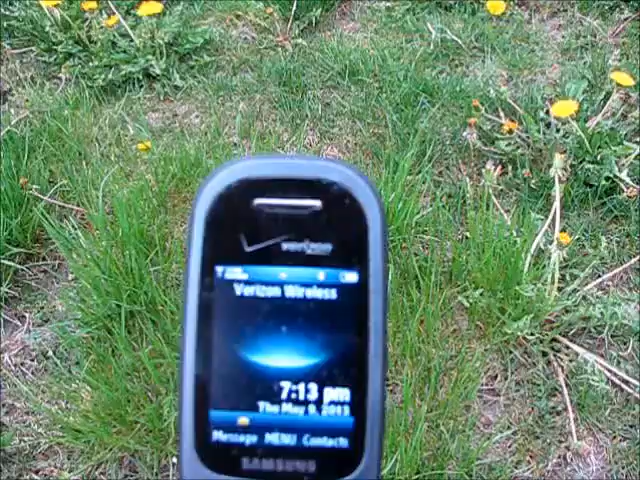 verizon
Verizon Wireless
7:13 pm
Thu May 9, 2013
Message MENU Contacts
SAMSUNG